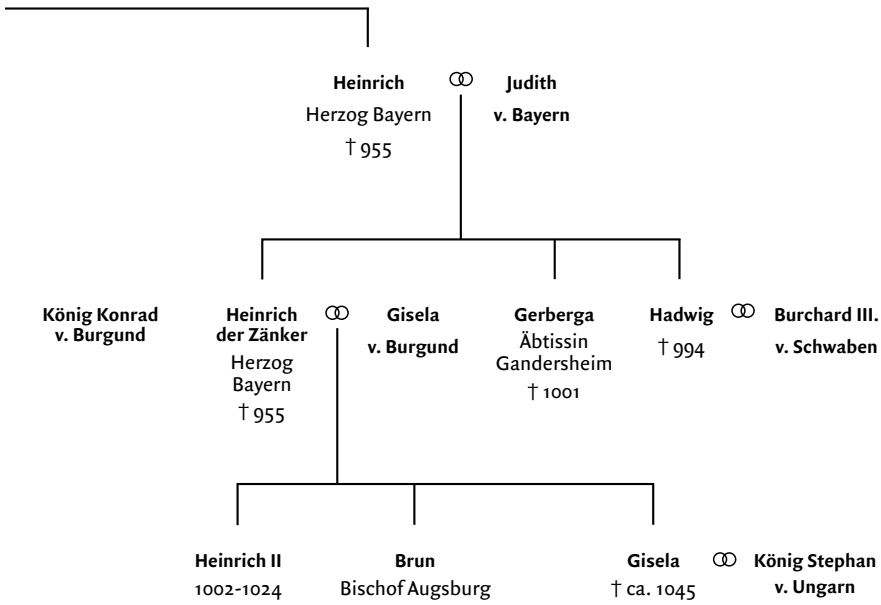 Heinrich ⚭ Judith
Herzog Bayern v. Bayern
† 955
König Konrad
v. Burgund
Heinrich
der Zänker
Herzog
Bayern
† 955
⚭
Gisela
v. Burgund
Gerberga
Äbtissin
Gandersheim
† 1001
Hadwig
† 994
⚭
Burchard III.
v. Schwaben
Heinrich II
1002-1024
Brun
Bischof Augsburg
Gisela
† ca. 1045
⚭
König Stephan
v. Ungarn